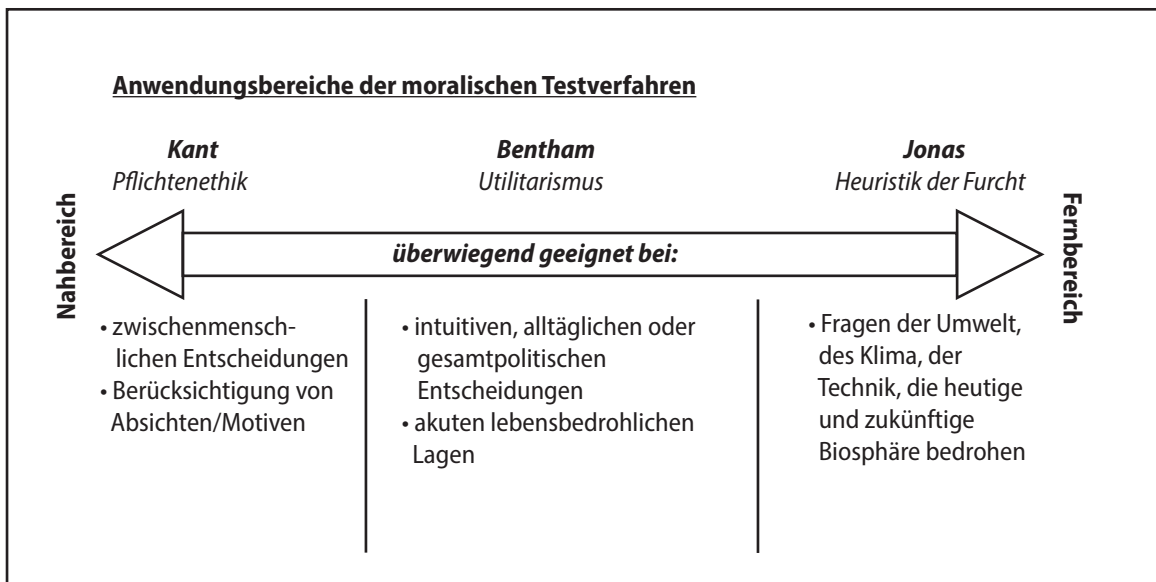 Anwendungsbereiche der moralischen Testverfahren
Kant
Pflichtenethik
Bentham
Utilitarismus
Jonas
Heuristik der Furcht
Nahbereich
überwiegend geeignet bei:
Fernbereich
• zwischenmensch-
lichen Entscheidungen
• Berücksichtigung von
Absichten/Motiven
• intuitiven, alltäglichen oder
gesamtpolitischen
Entscheidungen
• akuten lebensbedrohlichen
Lagen
• Fragen der Umwelt,
des Klima, der
Technik, die heutige
und zukünftige
Biosphäre bedrohen